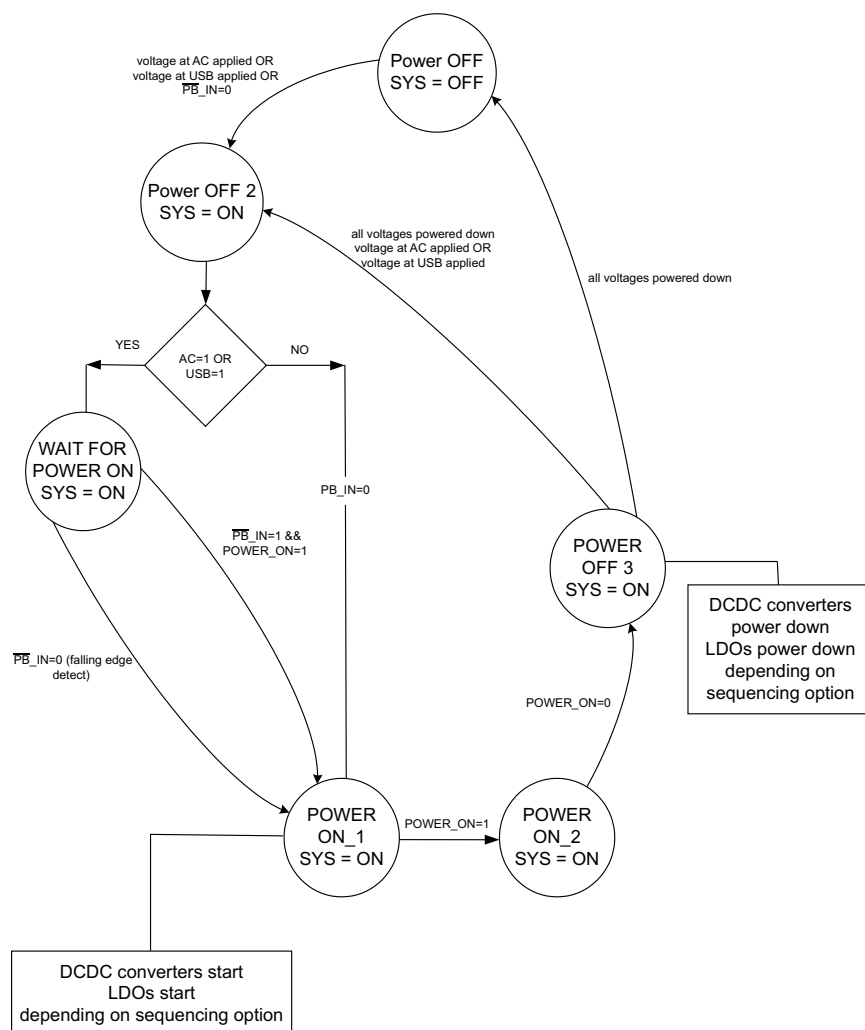 Power OFF
SYS = OFF
voltage at AC applied OR
voltage at USB applied OR
P̅B̅_IN=0
Power OFF 2
SYS = ON
all voltages powered down
voltage at AC applied OR
voltage at USB applied
all voltages powered down
YES
AC=1 OR
USB=1
NO
WAIT FOR
POWER ON
SYS = ON
PB_IN=0
P̅B̅_IN=1 &&
POWER_ON=1
POWER
OFF 3
SYS = ON
DCDC converters
power down
LDOs power down
depending on
sequencing option
P̅B̅_IN=0 (falling edge
detect)
POWER_ON=0
POWER
ON_1
SYS = ON
POWER_ON=1
POWER
ON_2
SYS = ON
DCDC converters start
LDOs start
depending on sequencing option